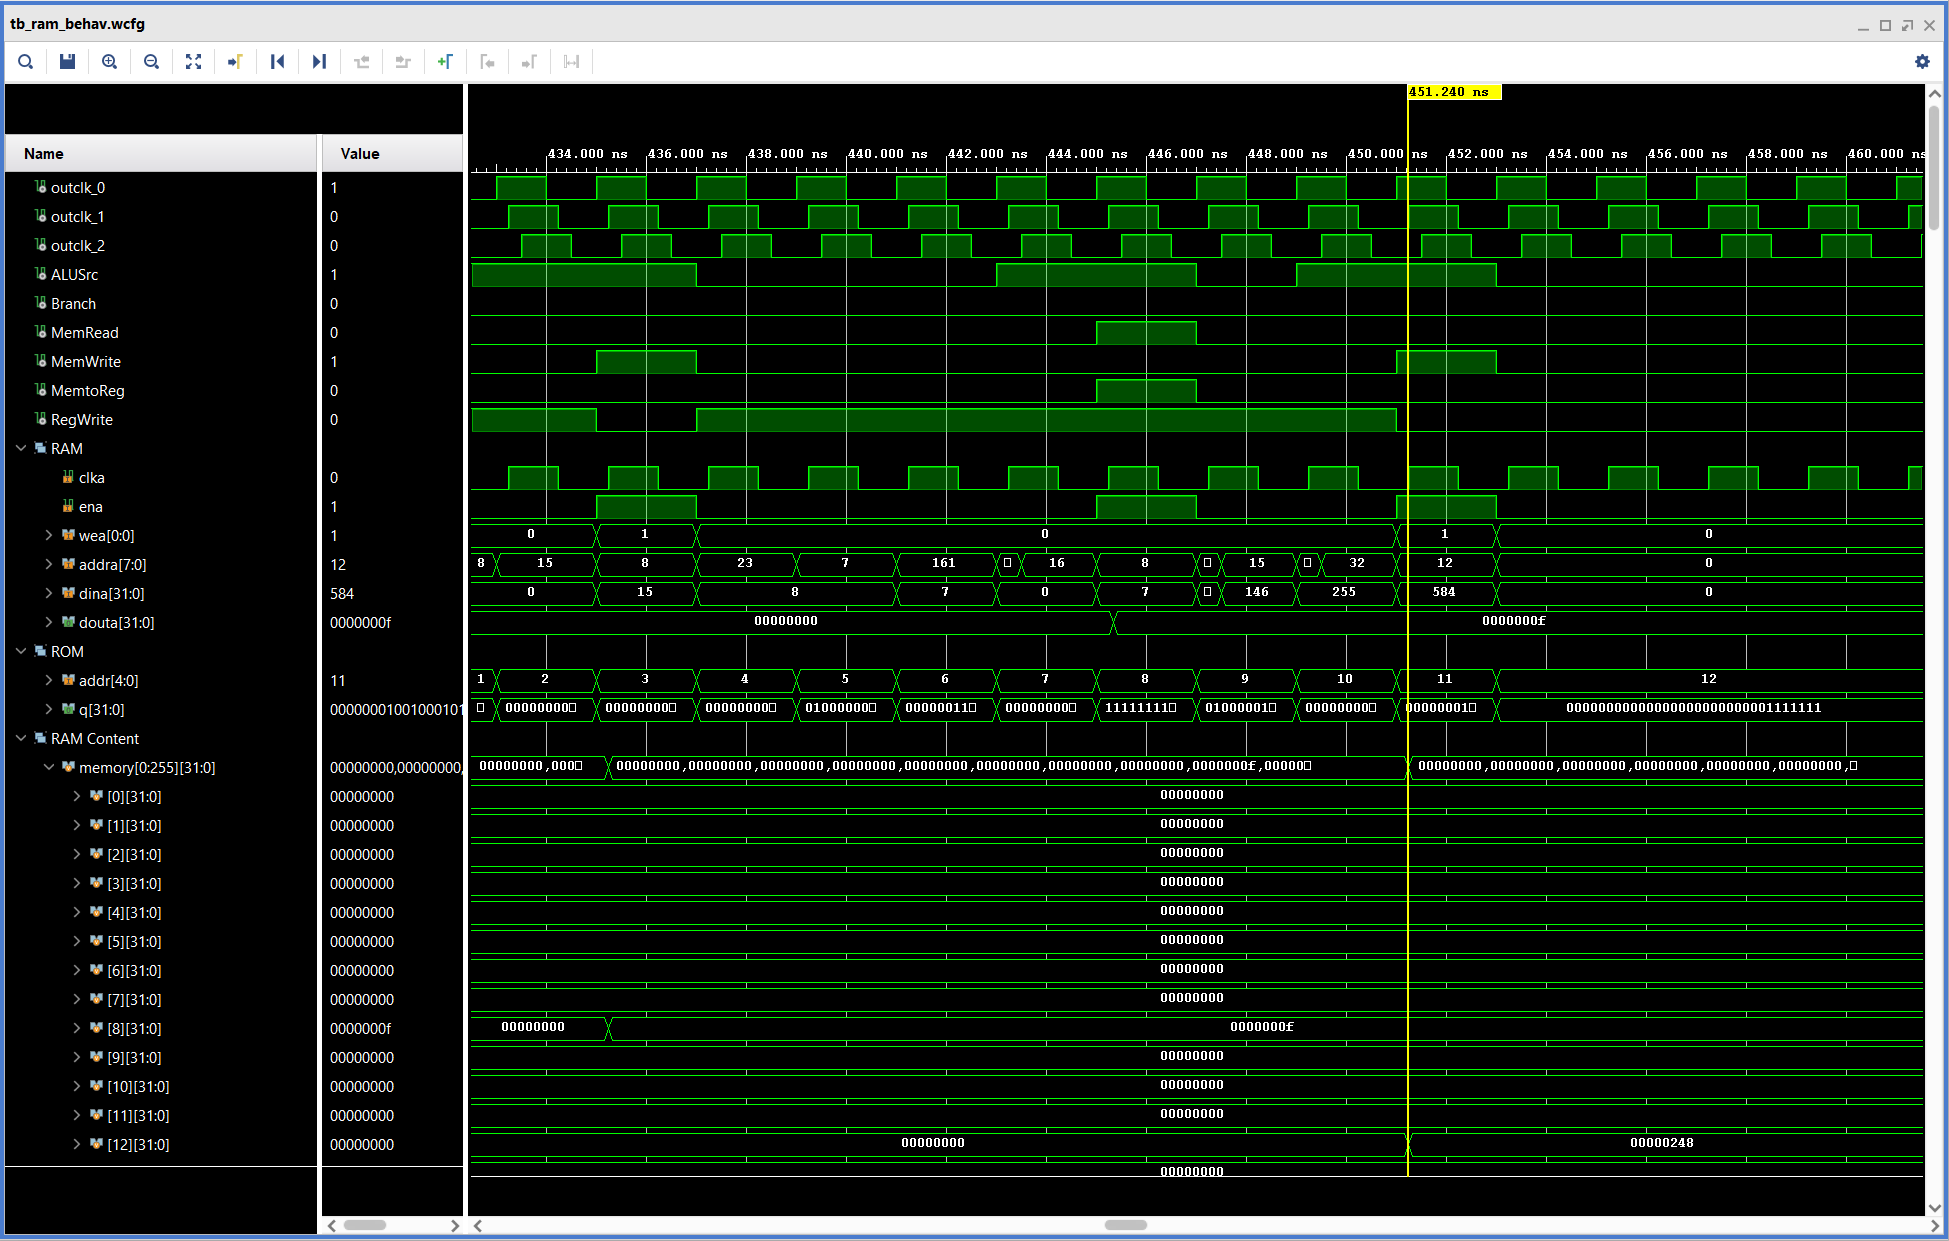 tb_ram_behav.wcfg
451.240 ns
Name Value
434.000 ns 436.000 ns 438.000 ns 440.000 ns 442.000 ns 444.000 ns 446.000 ns 448.000 ns 450.000 ns 452.000 ns 454.000 ns 456.000 ns 458.000 ns 460.000 ns
outclk_0 1
outclk_1 0
outclk_2 0
ALUSrc 1
Branch 0
MemRead 0
MemWrite 1
MemtoReg 0
RegWrite 0
RAM
clka 0
ena 1
wea[0:0] 1 0 1 0 1 0
addra[7:0] 12 8 15 8 23 7 161 16 8 15 32 12 0
dina[31:0] 584 0 15 8 7 0 7 146 255 584 0
douta[31:0] 0000000f 00000000 0000000f
ROM
addr[4:0] 11 1 2 3 4 5 6 7 8 9 10 11 12
q[31:0] 00000001001000101 00000000 00000000 00000000 01000000 00000011 00000000 11111111 01000001 00000000 00000001 00000000000000000000000001111111
RAM Content
memory[0:255][31:0] 00000000,00000000, 00000000,000 00000000,00000000,00000000,00000000,00000000,00000000,00000000,00000000,0000000f,00000 00000000,00000000,00000000,00000000,00000000,00000000,
[0][31:0] 00000000 00000000
[1][31:0] 00000000 00000000
[2][31:0] 00000000 00000000
[3][31:0] 00000000 00000000
[4][31:0] 00000000 00000000
[5][31:0] 00000000 00000000
[6][31:0] 00000000 00000000
[7][31:0] 00000000 00000000
[8][31:0] 0000000f 00000000 0000000f
[9][31:0] 00000000 00000000
[10][31:0] 00000000 00000000
[11][31:0] 00000000 00000000
[12][31:0] 00000000 00000000 00000248
00000000